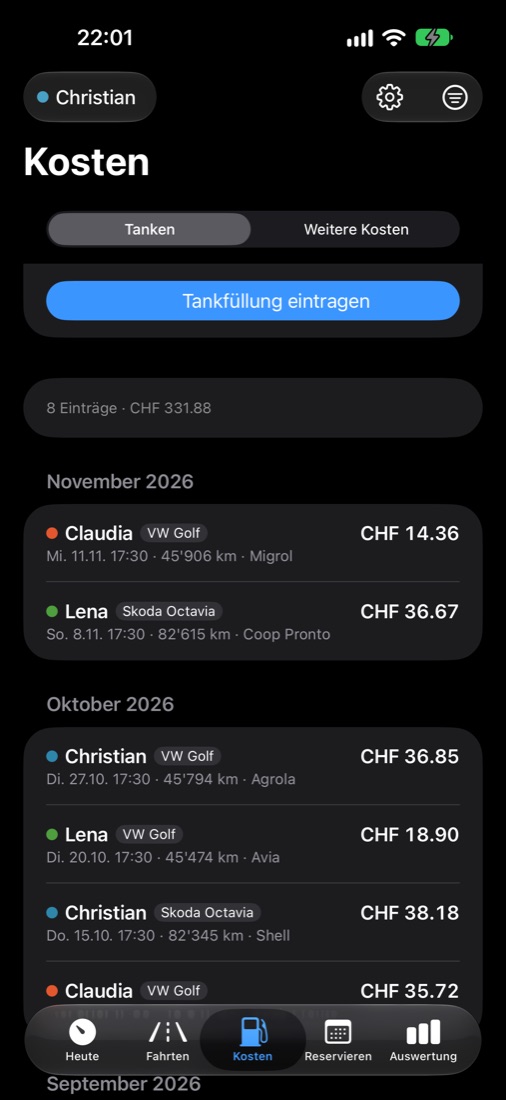 22:01
Christian
Kosten
Tanken
Weitere Kosten
Tankfüllung eintragen
8 Einträge · CHF 331.88
November 2026
Claudia VW Golf CHF 14.36
Mi. 11.11. 17:30 · 45'906 km · Migrol
Lena Skoda Octavia CHF 36.67
So. 8.11. 17:30 · 82'615 km · Coop Pronto
Oktober 2026
Christian VW Golf CHF 36.85
Di. 27.10. 17:30 · 45'794 km · Agrola
Lena VW Golf CHF 18.90
Di. 20.10. 17:30 · 45'474 km · Avia
Christian Skoda Octavia CHF 38.18
Do. 15.10. 17:30 · 82'345 km · Shell
Claudia VW Golf CHF 35.72
Heute
Fahrten
Kosten
Reservieren
Auswertung
September 2026